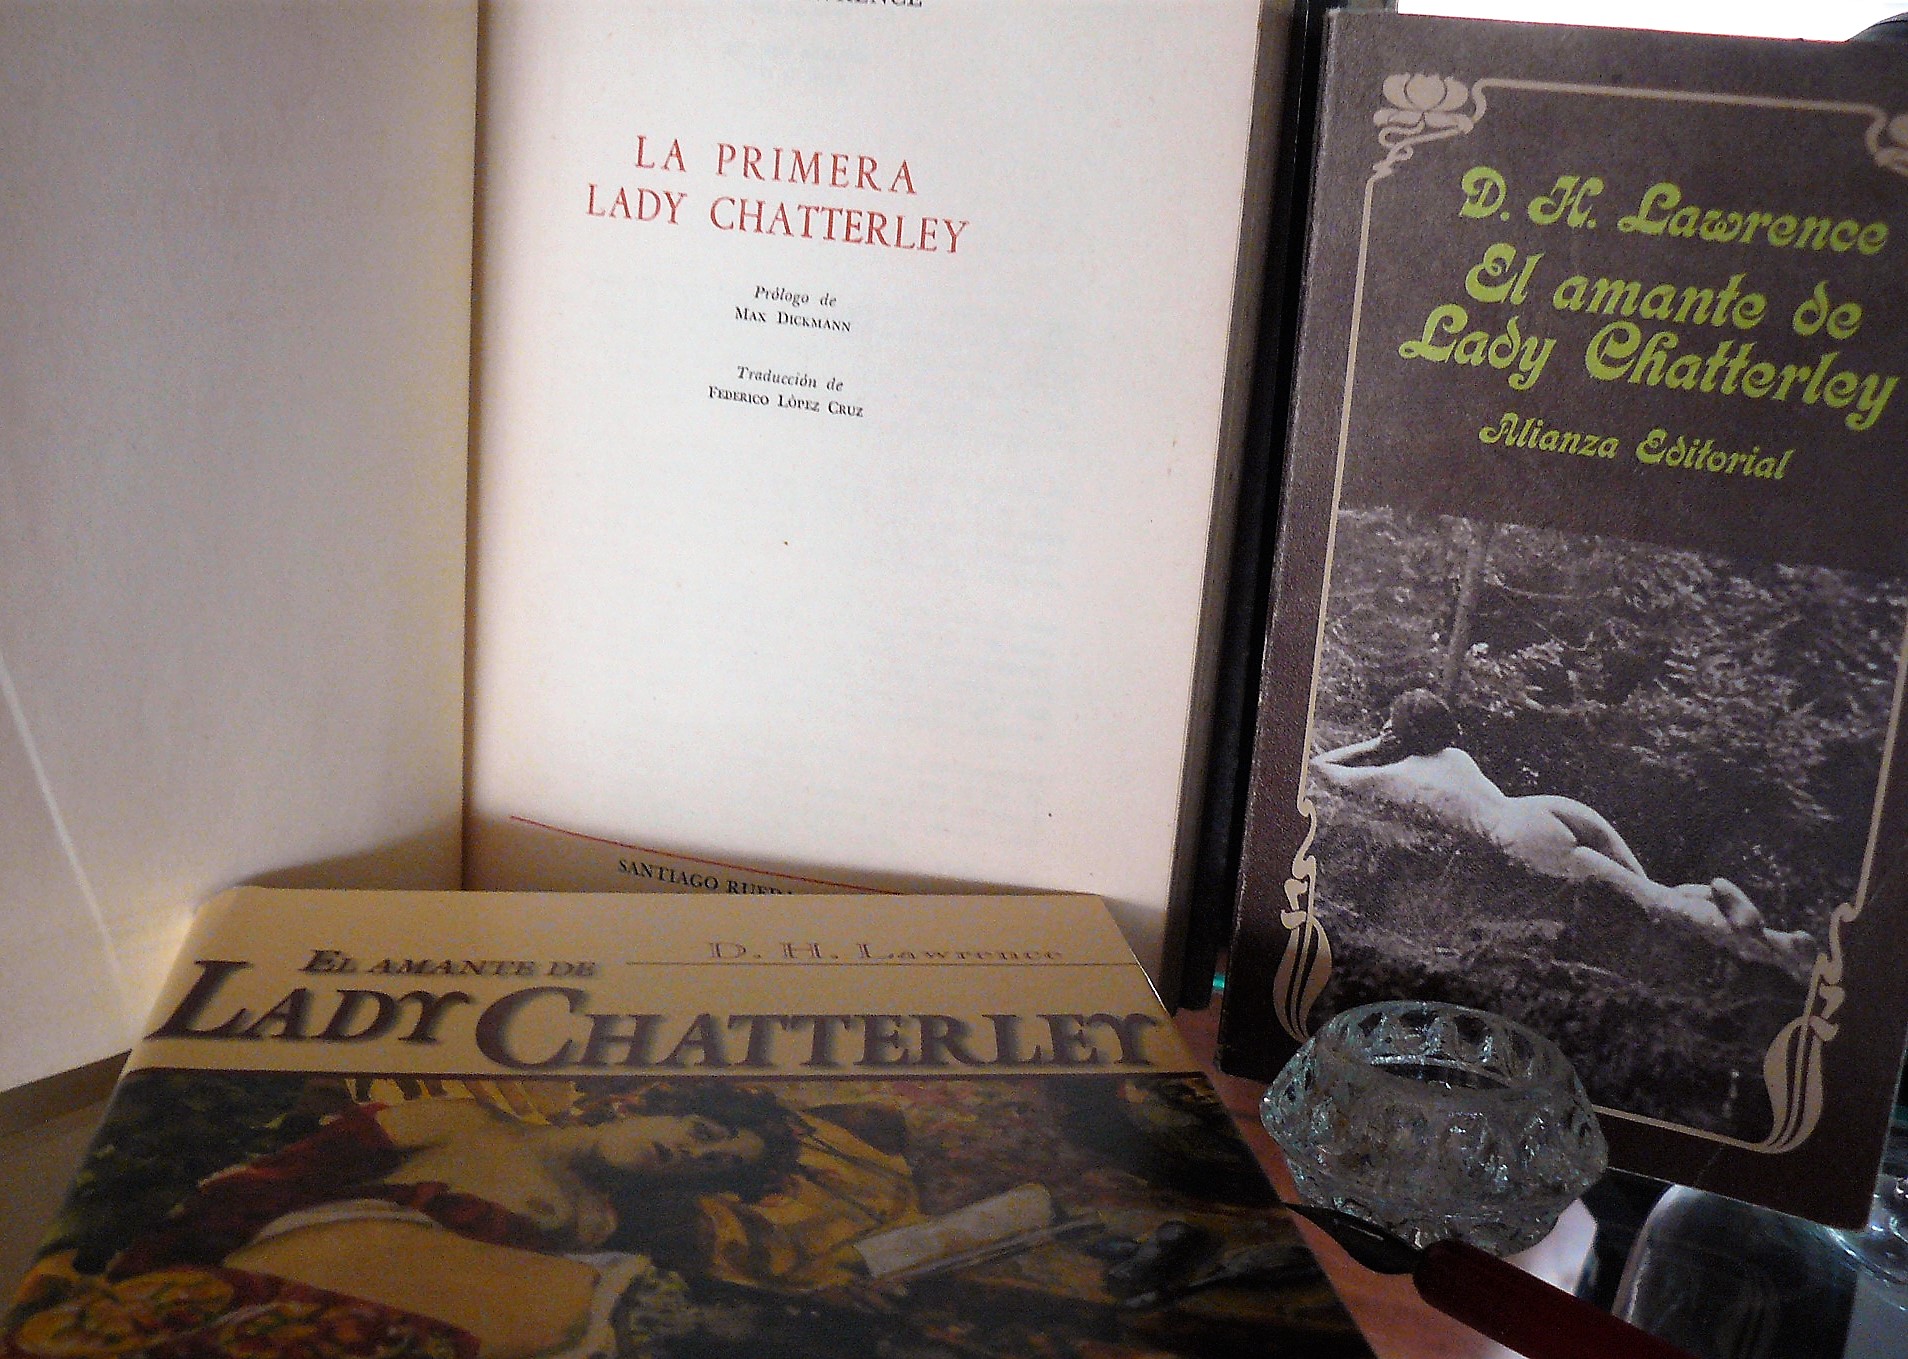 LA PRIMERA
LADY CHATTERLEY
Prólogo de
MAX DICKMANN
Traducción de
FEDERICO LÓPEZ CRUZ
SANTIAGO
D. H. Lawrence
El amante de
Lady Chatterley
Alianza Editorial
D. H. Lawrence
EL AMANTE DE
LADY CHATTERLEY